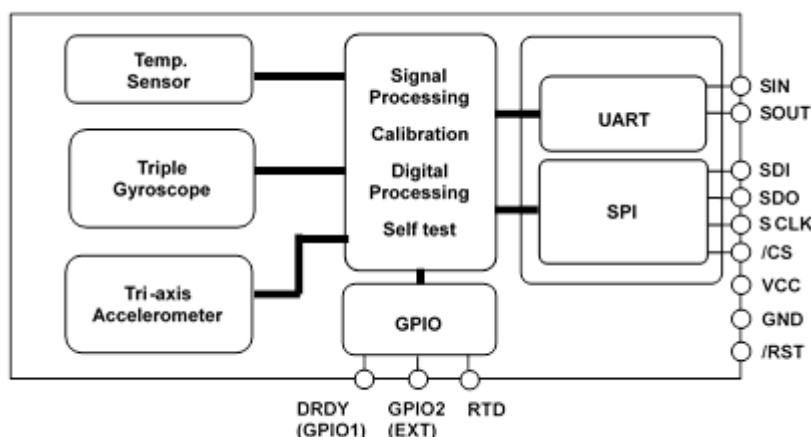 Temp.
Sensor
Triple
Gyroscope
Tri-axis
Accelerometer
Signal
Processing
Calibration
Digital
Processing
Self test
GPIO
UART
SPI
SIN
SOUT
SDI
SDO
SCLK
/CS
VCC
GND
/RST
DRDY
(GPIO1)
GPIO2
(EXT)
RTD